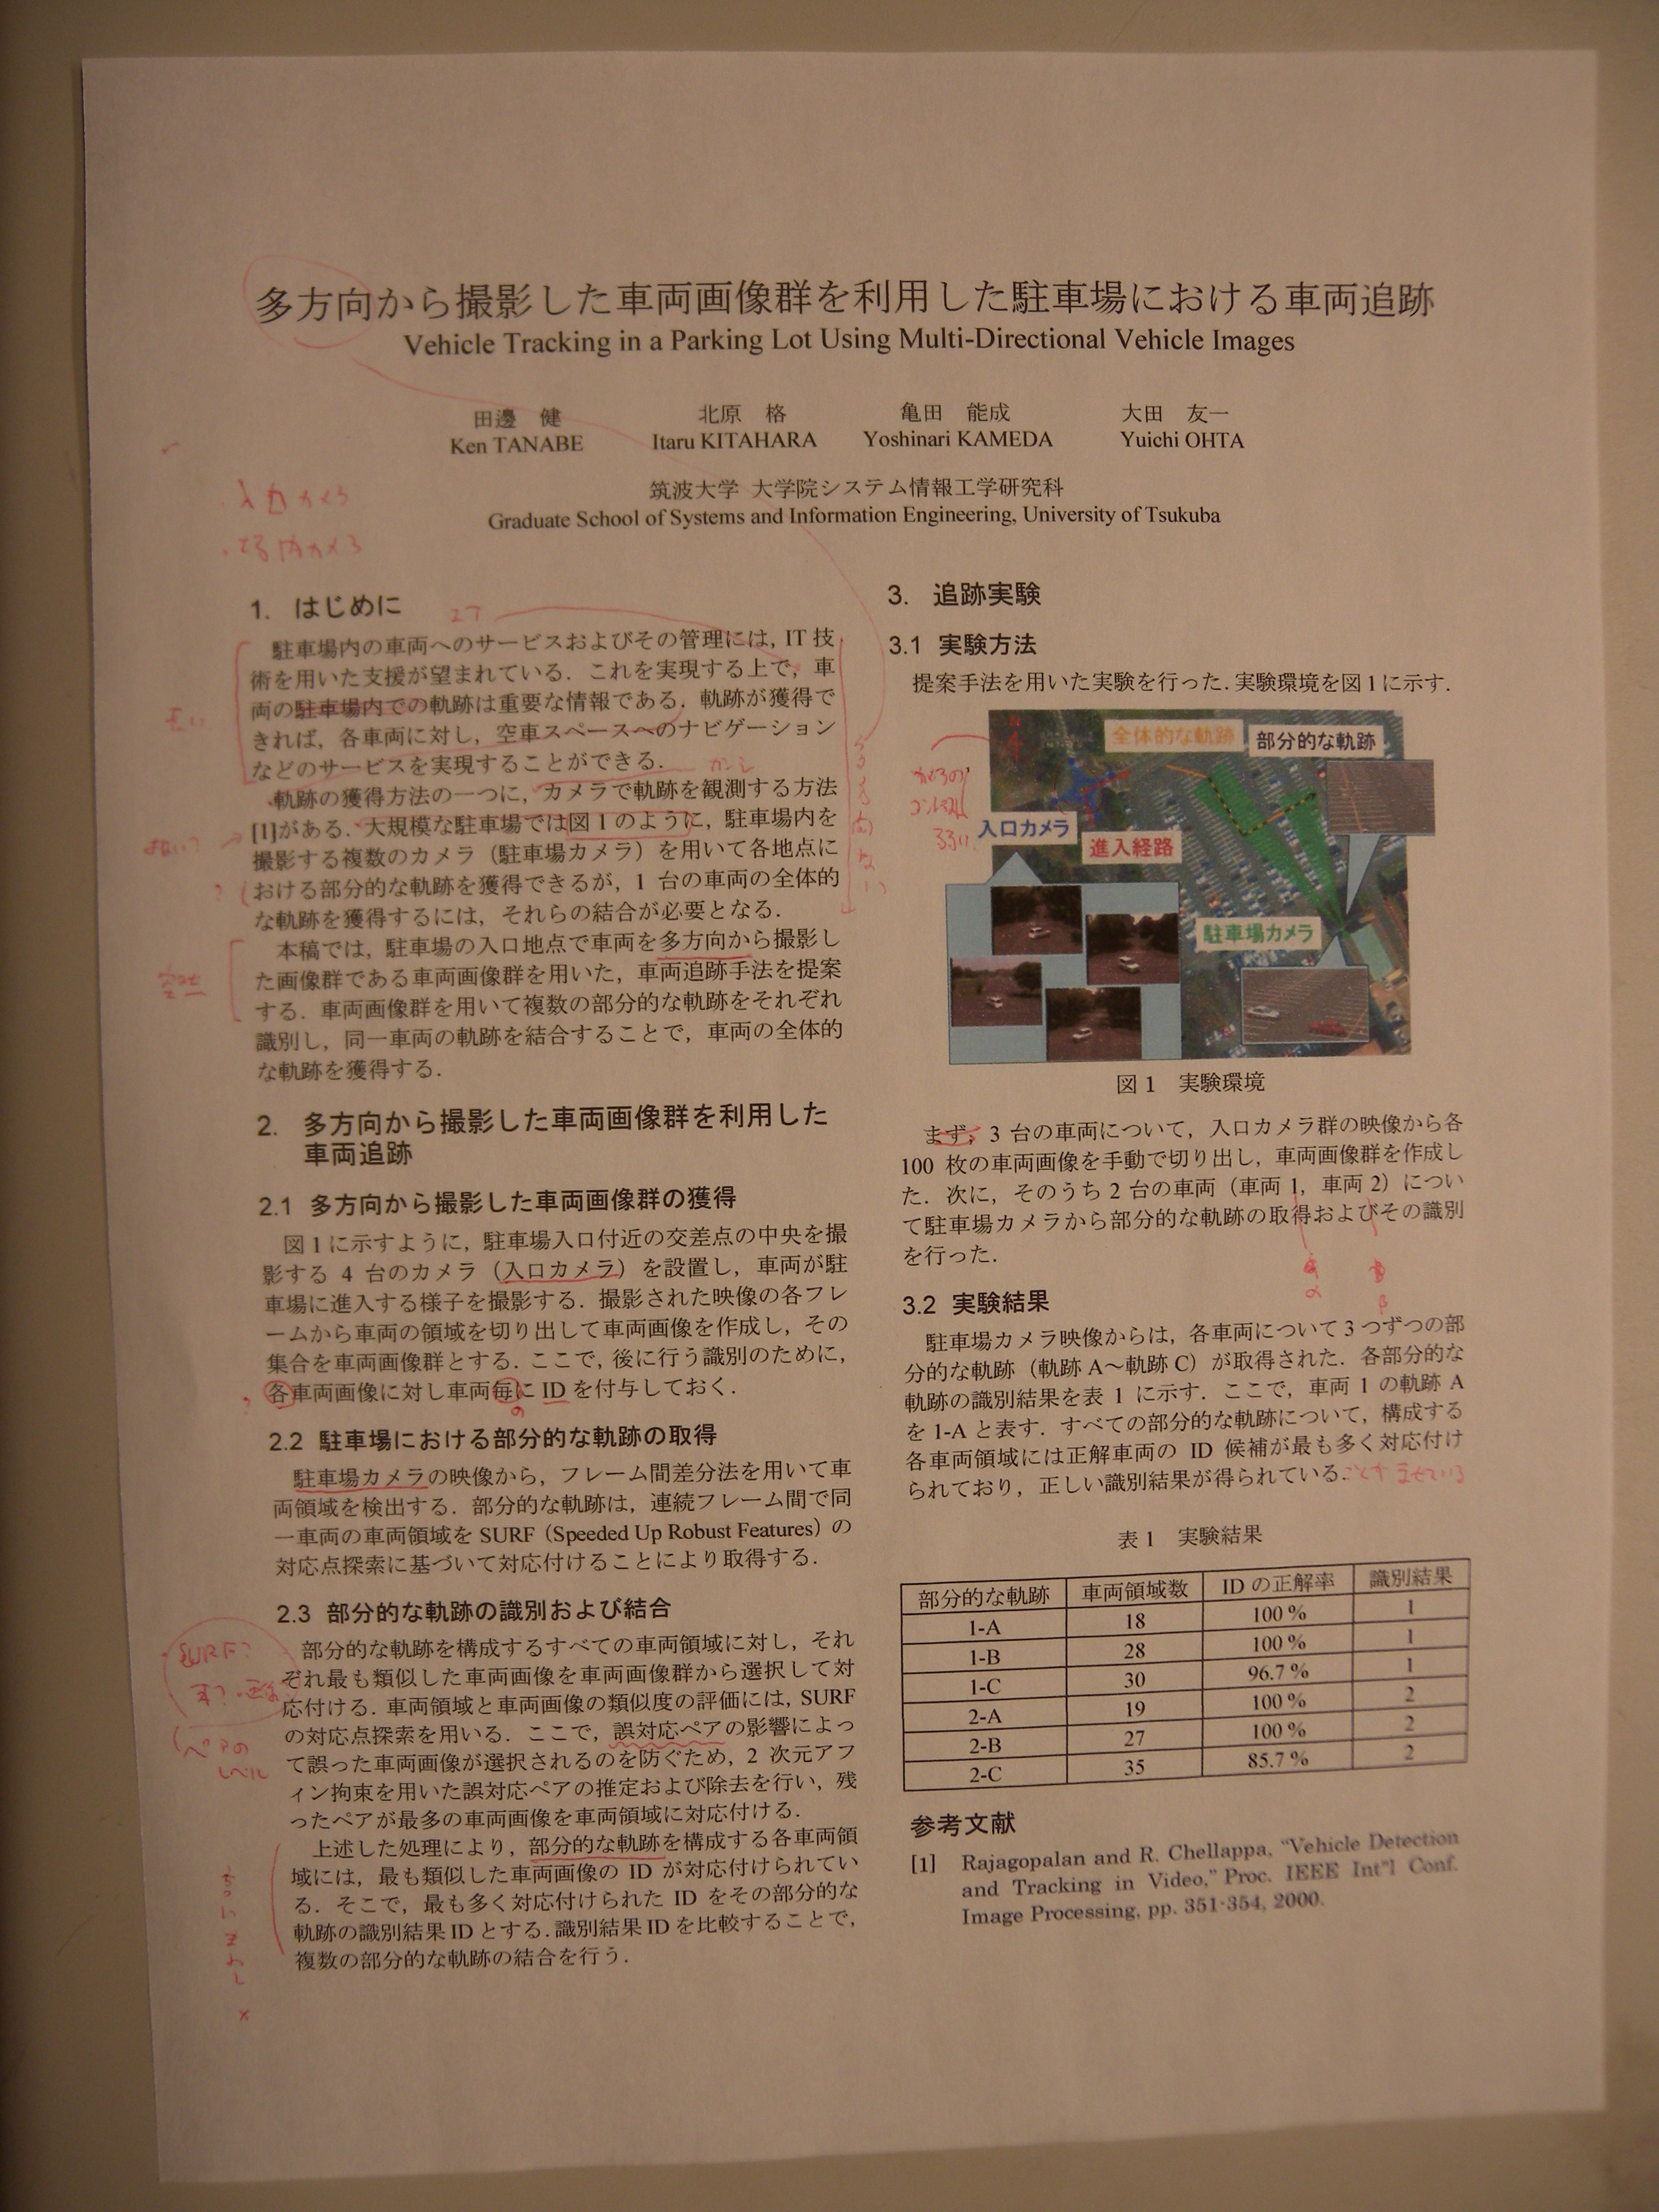 多方向から撮影した車両画像群を利用した駐車場における車両追跡
Vehicle Tracking in a Parking Lot Using Multi-Directional Vehicle Images
田邊 健 北原 格 亀田 能成 大田 友一
Ken TANABE Itaru KITAHARA Yoshinari KAMEDA Yuichi OHTA
筑波大学 大学院システム情報工学研究科
Graduate School of Systems and Information Engineering, University of Tsukuba
入力カメラ
場内カメラ
1. はじめに
駐車場内の車両へのサービスおよびその管理には, IT 技
術を用いた支援が望まれている. これを実現する上で, 車
両の駐車場内での軌跡は重要な情報である. 軌跡が獲得で
きれば, 各車両に対し, 空車スペースへのナビゲーション
などのサービスを実現することができる.
軌跡の獲得方法の一つに, カメラで軌跡を観測する方法
[1]がある. 大規模な駐車場では図 1 のように, 駐車場内を
撮影する複数のカメラ（駐車場カメラ）を用いて各地点に
おける部分的な軌跡を獲得できるが, 1 台の車両の全体的
な軌跡を獲得するには, それらの結合が必要となる.
本稿では, 駐車場の入口地点で車両を多方向から撮影し
た画像群である車両画像群を用いた, 車両追跡手法を提案
する. 車両画像群を用いて複数の部分的な軌跡をそれぞれ
識別し, 同一車両の軌跡を結合することで, 車両の全体的
な軌跡を獲得する.
2. 多方向から撮影した車両画像群を利用した
車両追跡
2.1 多方向から撮影した車両画像群の獲得
図 1 に示すように, 駐車場入口付近の交差点の中央を撮
影する 4 台のカメラ（入口カメラ）を設置し, 車両が駐
車場に進入する様子を撮影する. 撮影された映像の各フレ
ームから車両の領域を切り出して車両画像を作成し, その
集合を車両画像群とする. ここで, 後に行う識別のために,
各車両画像に対し車両毎に ID を付与しておく.
の
2.2 駐車場における部分的な軌跡の取得
駐車場カメラの映像から, フレーム間差分法を用いて車
両領域を検出する. 部分的な軌跡は, 連続フレーム間で同
一車両の車両領域を SURF（Speeded Up Robust Features）の
対応点探索に基づいて対応付けることにより取得する.
2.3 部分的な軌跡の識別および結合
SURF?
ペアの
レベル
部分的な軌跡を構成するすべての車両領域に対し, それ
ぞれ最も類似した車両画像を車両画像群から選択して対
応付ける. 車両領域と車両画像の類似度の評価には, SURF
の対応点探索を用いる. ここで, 誤対応ペアの影響によっ
て誤った車両画像が選択されるのを防ぐため, 2 次元アフ
ィン拘束を用いた誤対応ペアの推定および除去を行い, 残
ったペアが最多の車両画像を車両領域に対応付ける.
上述した処理により, 部分的な軌跡を構成する各車両領
域には, 最も類似した車両画像の ID が対応付けられてい
る. そこで, 最も多く対応付けられた ID をその部分的な
軌跡の識別結果 ID とする. 識別結果 ID を比較することで,
複数の部分的な軌跡の結合を行う.
3. 追跡実験
3.1 実験方法
提案手法を用いた実験を行った. 実験環境を図 1 に示す.
全体的な軌跡 部分的な軌跡
入口カメラ
進入経路
駐車場カメラ
図 1 実験環境
まず, 3 台の車両について, 入口カメラ群の映像から各
100 枚の車両画像を手動で切り出し, 車両画像群を作成し
た. 次に, そのうち 2 台の車両（車両 1, 車両 2）につい
て駐車場カメラから部分的な軌跡の取得およびその識別
を行った.
α β
3.2 実験結果
駐車場カメラ映像からは, 各車両について 3 つずつの部
分的な軌跡（軌跡 A～軌跡 C）が取得された. 各部分的な
軌跡の識別結果を表 1 に示す. ここで, 車両 1 の軌跡 A
を 1-A と表す. すべての部分的な軌跡について, 構成する
各車両領域には正解車両の ID 候補が最も多く対応付け
られており, 正しい識別結果が得られている.
表 1 実験結果
部分的な軌跡 車両領域数 ID の正解率 識別結果
1-A 18 100 % 1
1-B 28 100 % 1
1-C 30 96.7 % 1
2-A 19 100 % 2
2-B 27 100 % 2
2-C 35 85.7 % 2
参考文献
[1] Rajagopalan and R. Chellappa, “Vehicle Detection
and Tracking in Video,” Proc. IEEE Int”l Conf.
Image Processing, pp. 351-354, 2000.